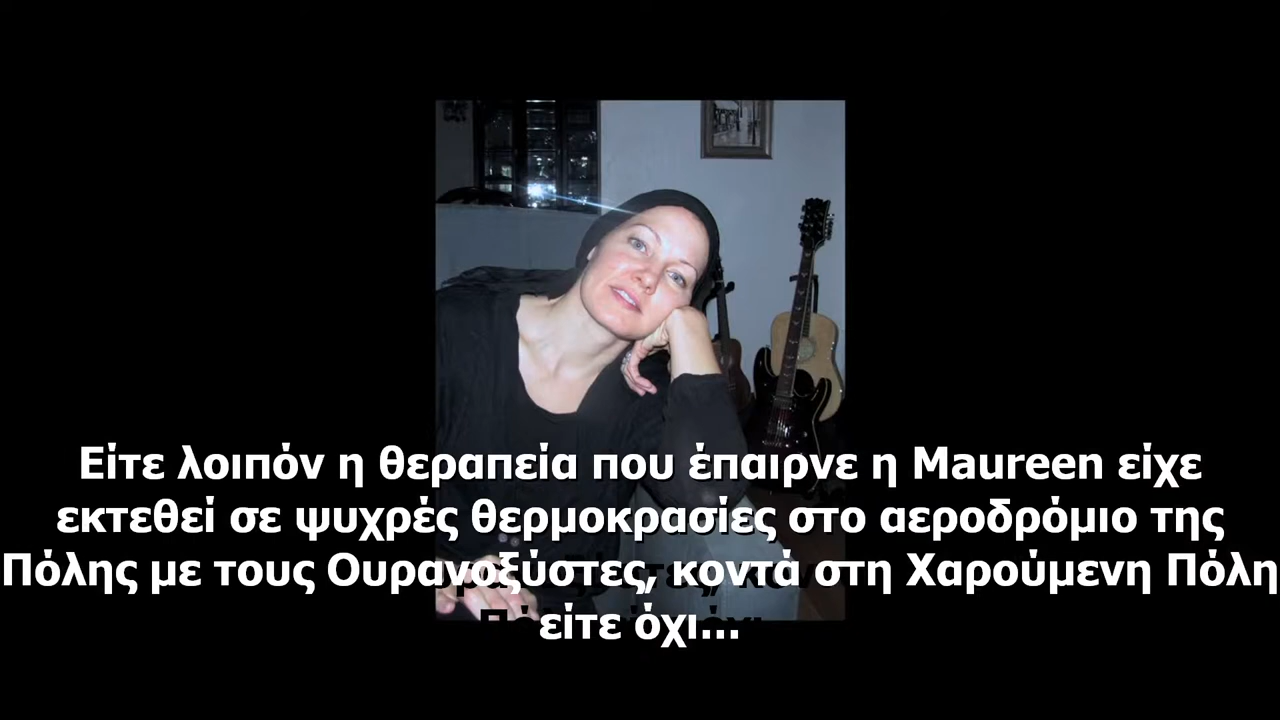 Είτε λοιπόν η θεραπεία που έπαιρνε η Maureen είχε
εκτεθεί σε ψυχρές θερμοκρασίες στο αεροδρόμιο της
Πόλης με τους Ουρανοξύστες, κοντά στη Χαρούμενη Πόλη
είτε όχι...